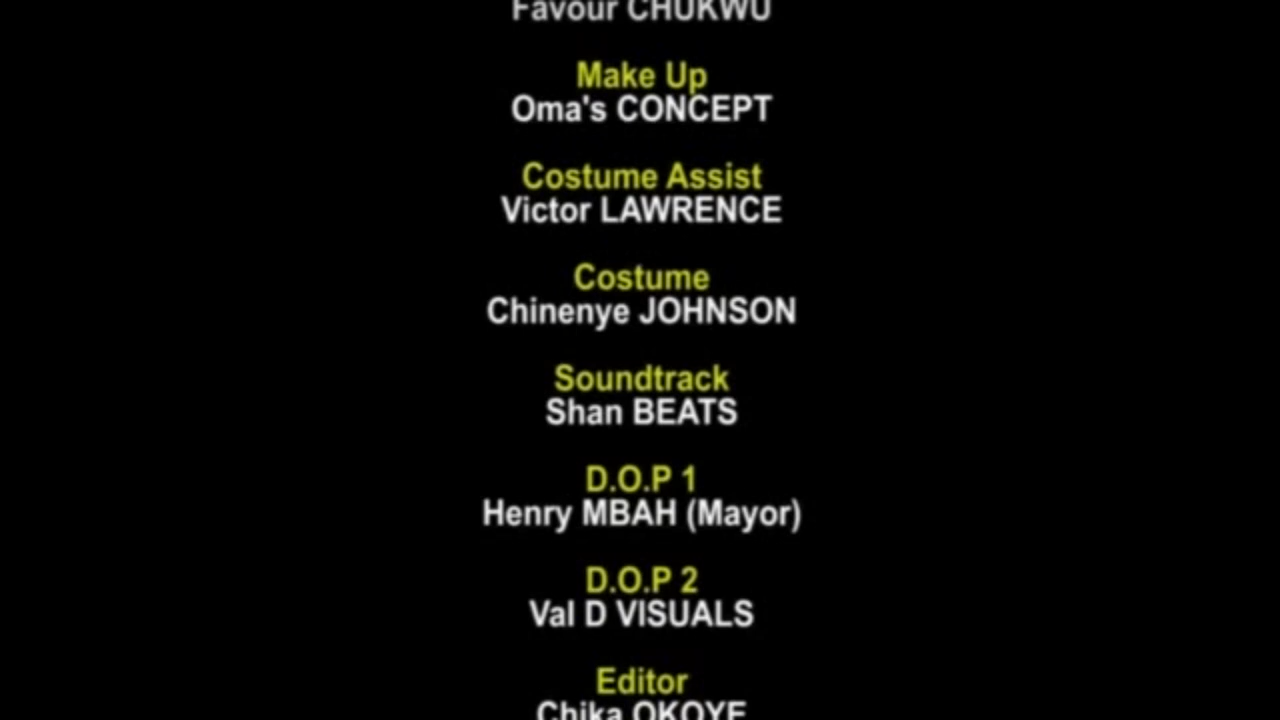 Favour CHUKWU
Make Up
Oma's CONCEPT
Costume Assist
Victor LAWRENCE
Costume
Chinenye JOHNSON
Soundtrack
Shan BEATS
D.O.P 1
Henry MBAH (Mayor)
D.O.P 2
Val D VISUALS
Editor
Chika OKOYE